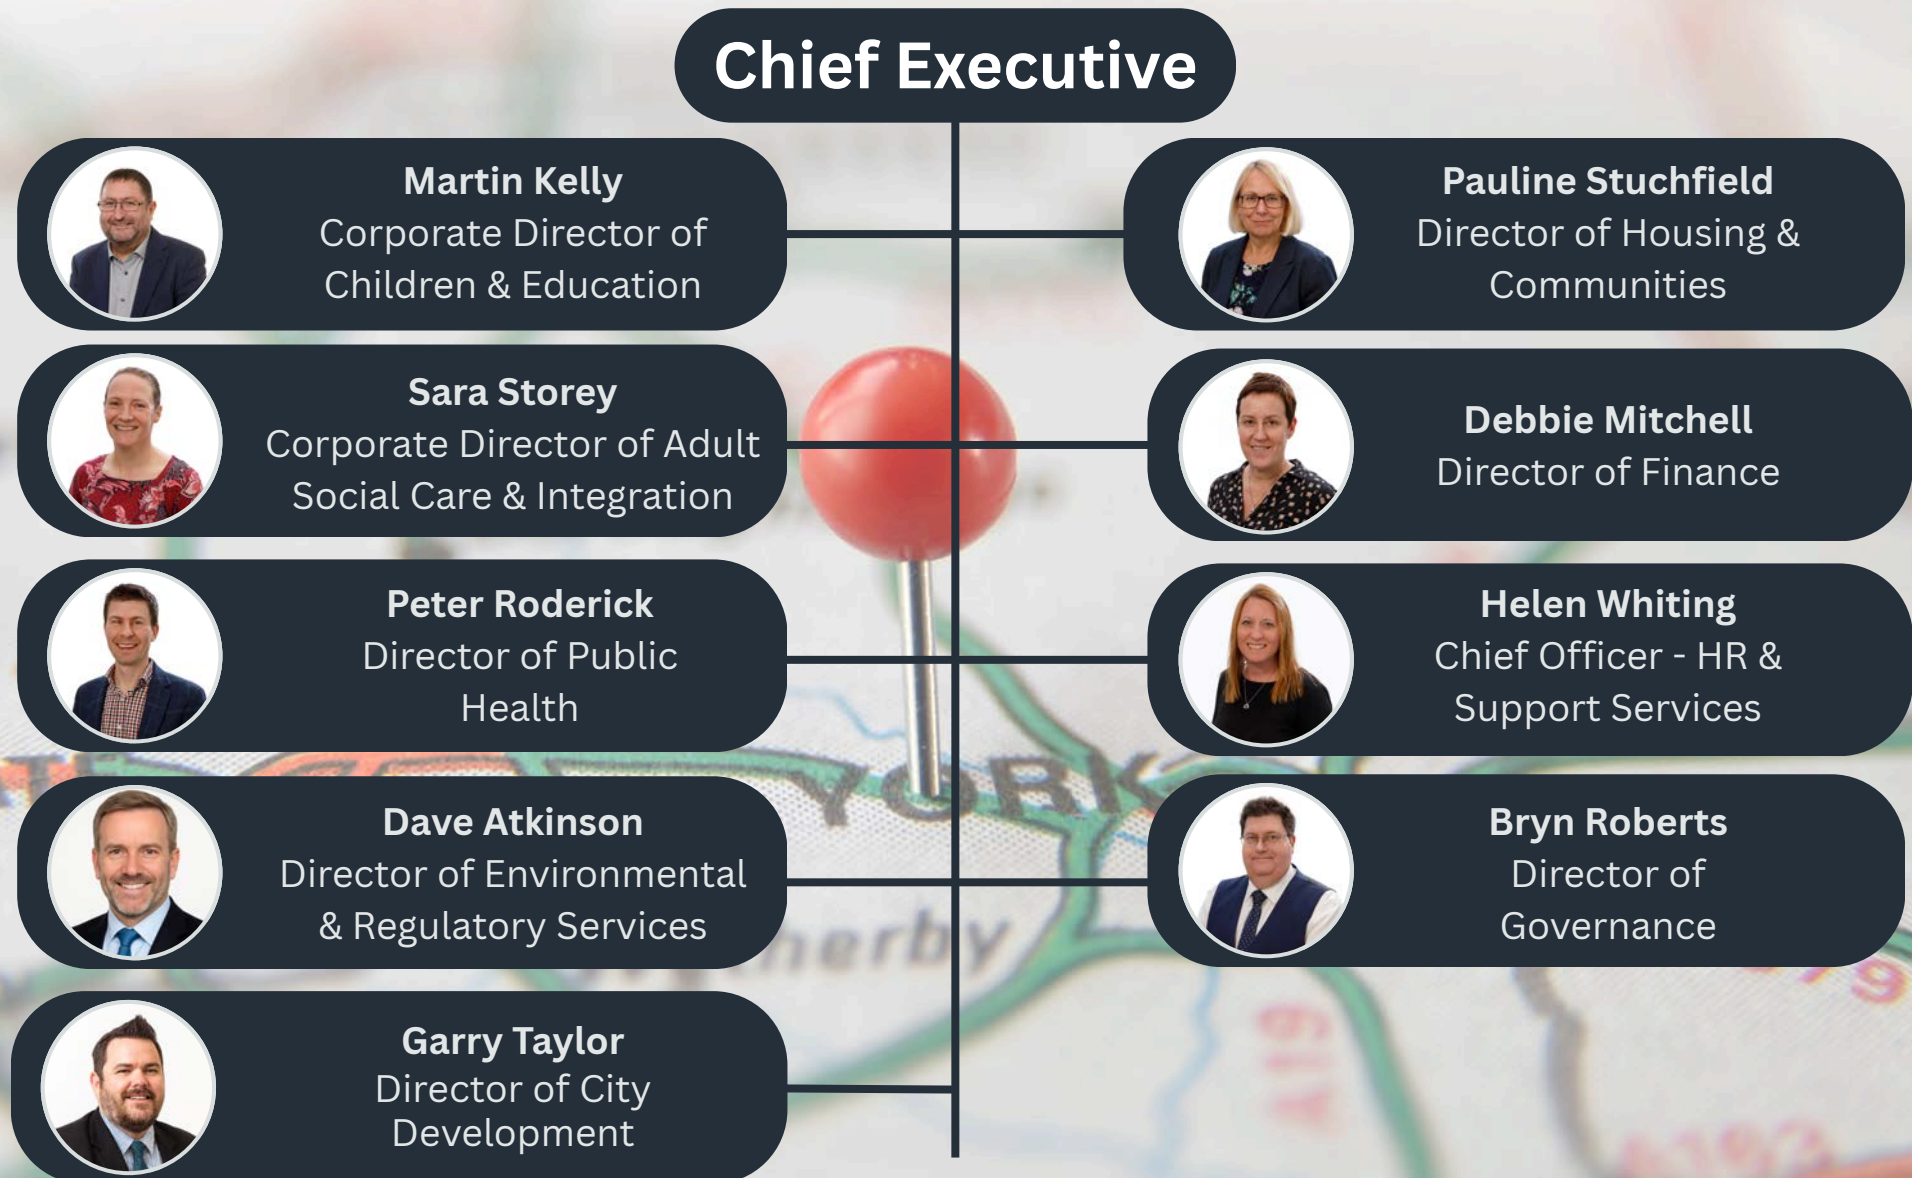 Chief Executive
Martin Kelly
Corporate Director of
Children & Education
Pauline Stuchfield
Director of Housing &
Communities
Sara Storey
Corporate Director of Adult
Social Care & Integration
Debbie Mitchell
Director of Finance
Peter Roderick
Director of Public
Health
Helen Whiting
Chief Officer - HR &
Support Services
YORK
Dave Atkinson
Director of Environmental
& Regulatory Services
Bryn Roberts
Director of
Governance
Garry Taylor
Director of City
Development
A19